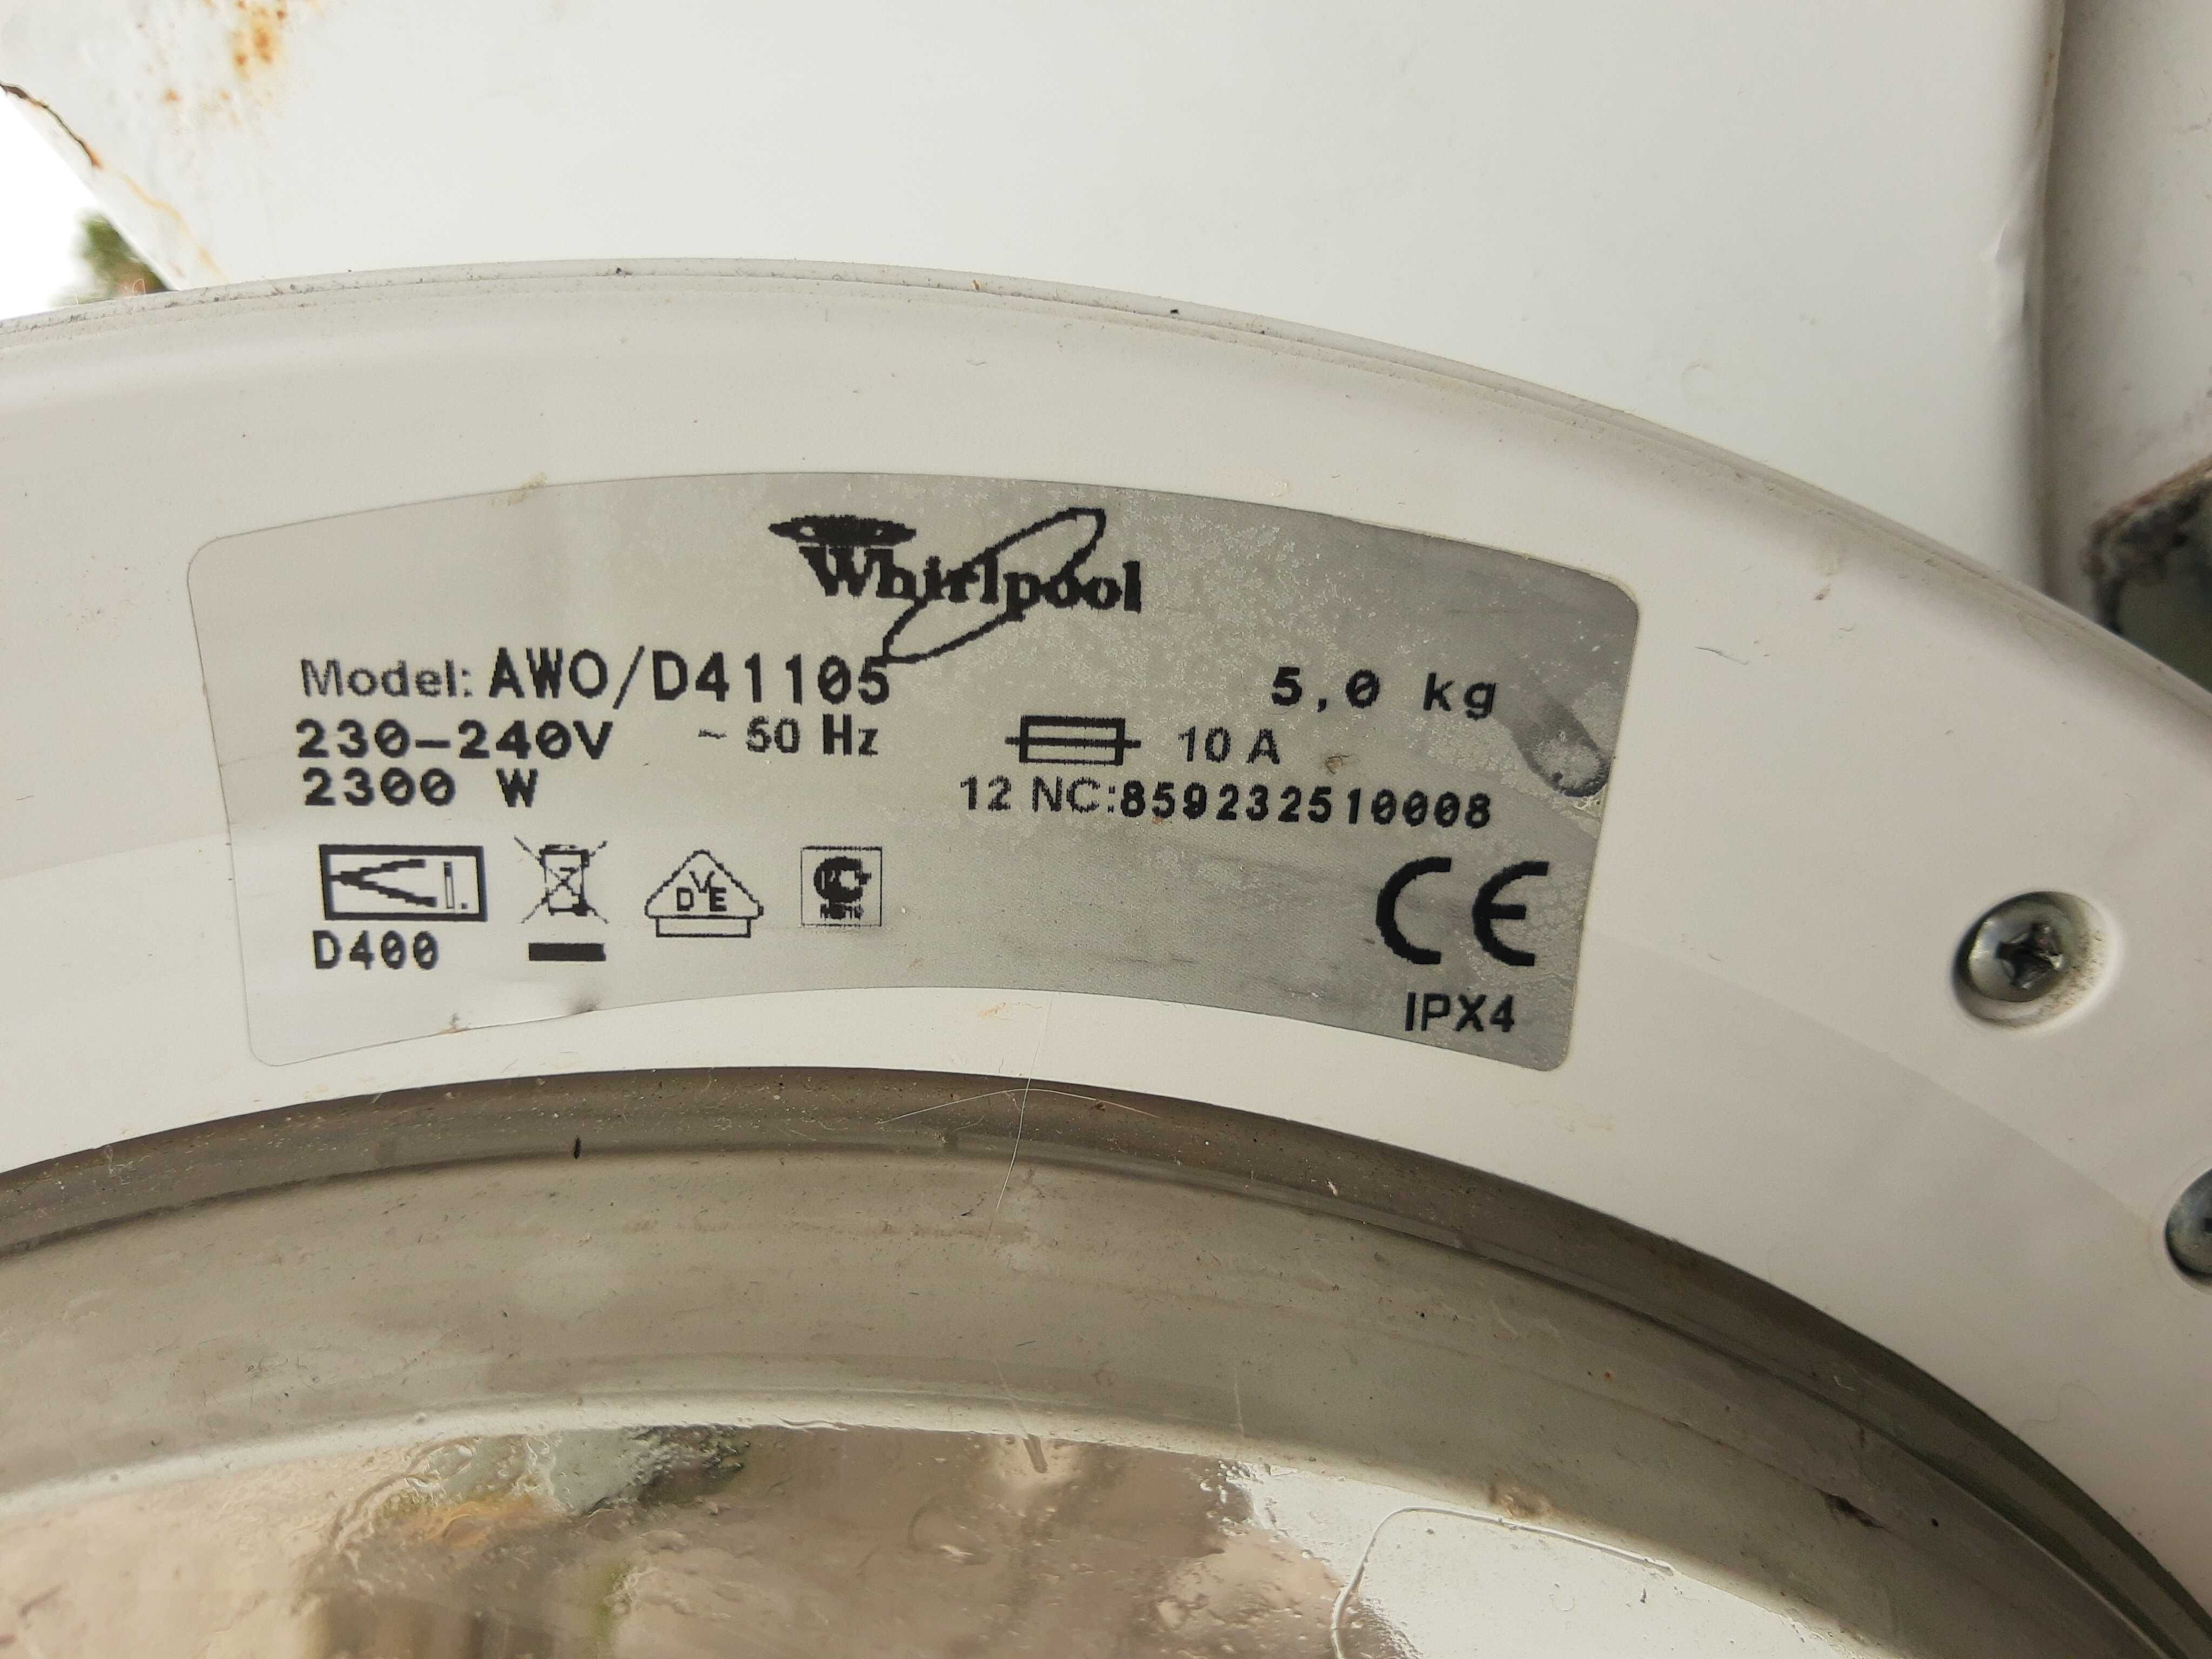 Whirlpool
Model: AWO/D41105 5,0 kg
230-240V ~ 50 Hz 10 A
2300 W 12 NC:859232510008
D400
DVE
CE
IPX4